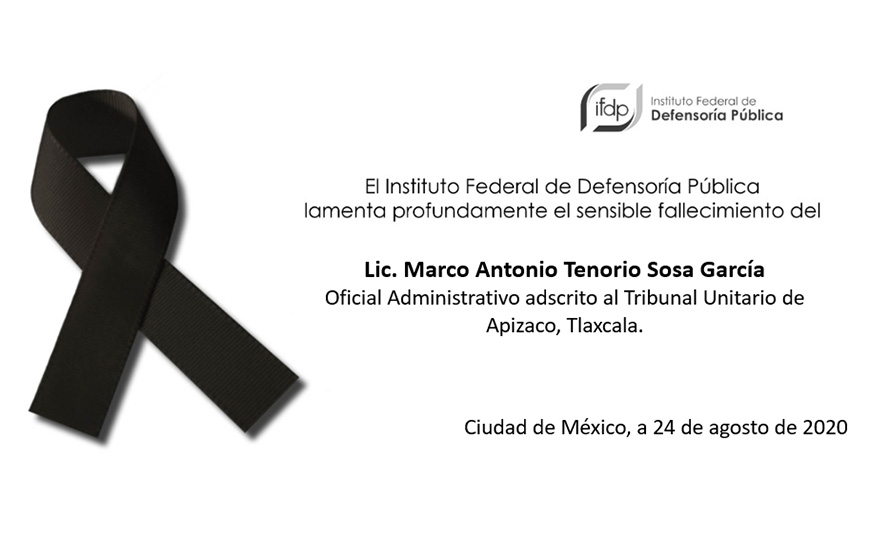 ifdp
Instituto Federal de
Defensoría Pública
El Instituto Federal de Defensoría Pública
lamenta profundamente el sensible fallecimiento del
Lic. Marco Antonio Tenorio Sosa García
Oficial Administrativo adscrito al Tribunal Unitario de
Apizaco, Tlaxcala.
Ciudad de México, a 24 de agosto de 2020